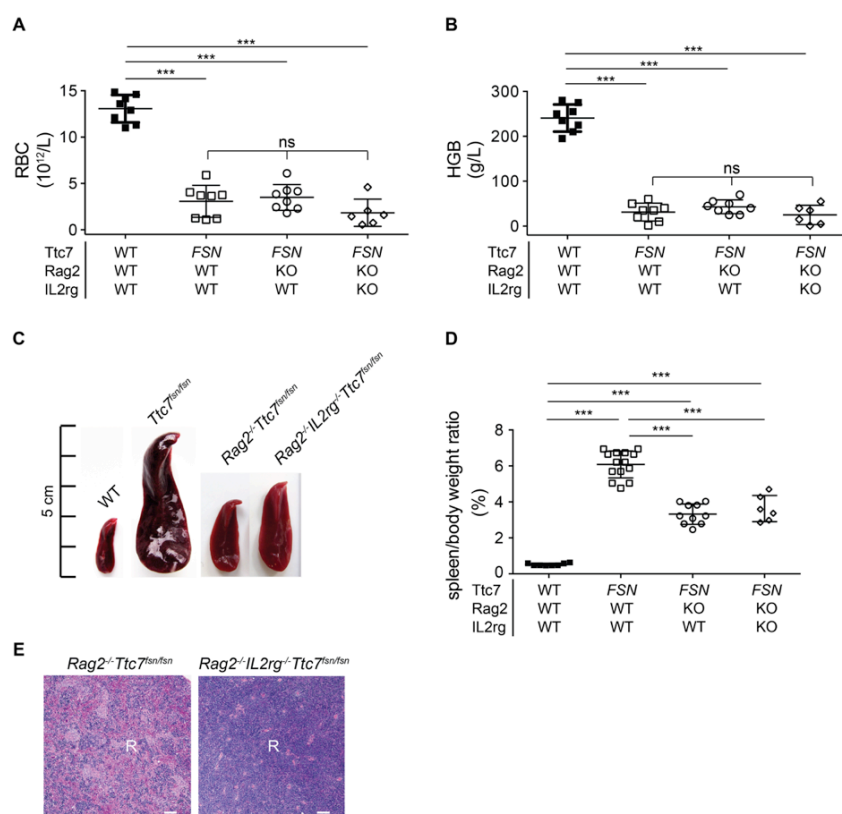 A
***
***
***
15
10
5
0
RBC
(10¹²/L)
ns
Ttc7 WT FSN FSN FSN
Rag2 WT WT KO KO
IL2rg WT WT WT KO
B
***
***
***
300
200
100
0
HGB
(g/L)
ns
Ttc7 WT FSN FSN FSN
Rag2 WT WT KO KO
IL2rg WT WT WT KO
C
5 cm
WT
Ttc7fsn/fsn
Rag2-/-Ttc7fsn/fsn
Rag2-/-IL2rg-/-Ttc7fsn/fsn
D
***
***
*** ***
***
8
6
4
2
0
spleen/body weight ratio
(%)
Ttc7 WT FSN FSN FSN
Rag2 WT WT KO KO
IL2rg WT WT WT KO
E
Rag2-/-Ttc7fsn/fsn Rag2-/-IL2rg-/-Ttc7fsn/fsn
R R